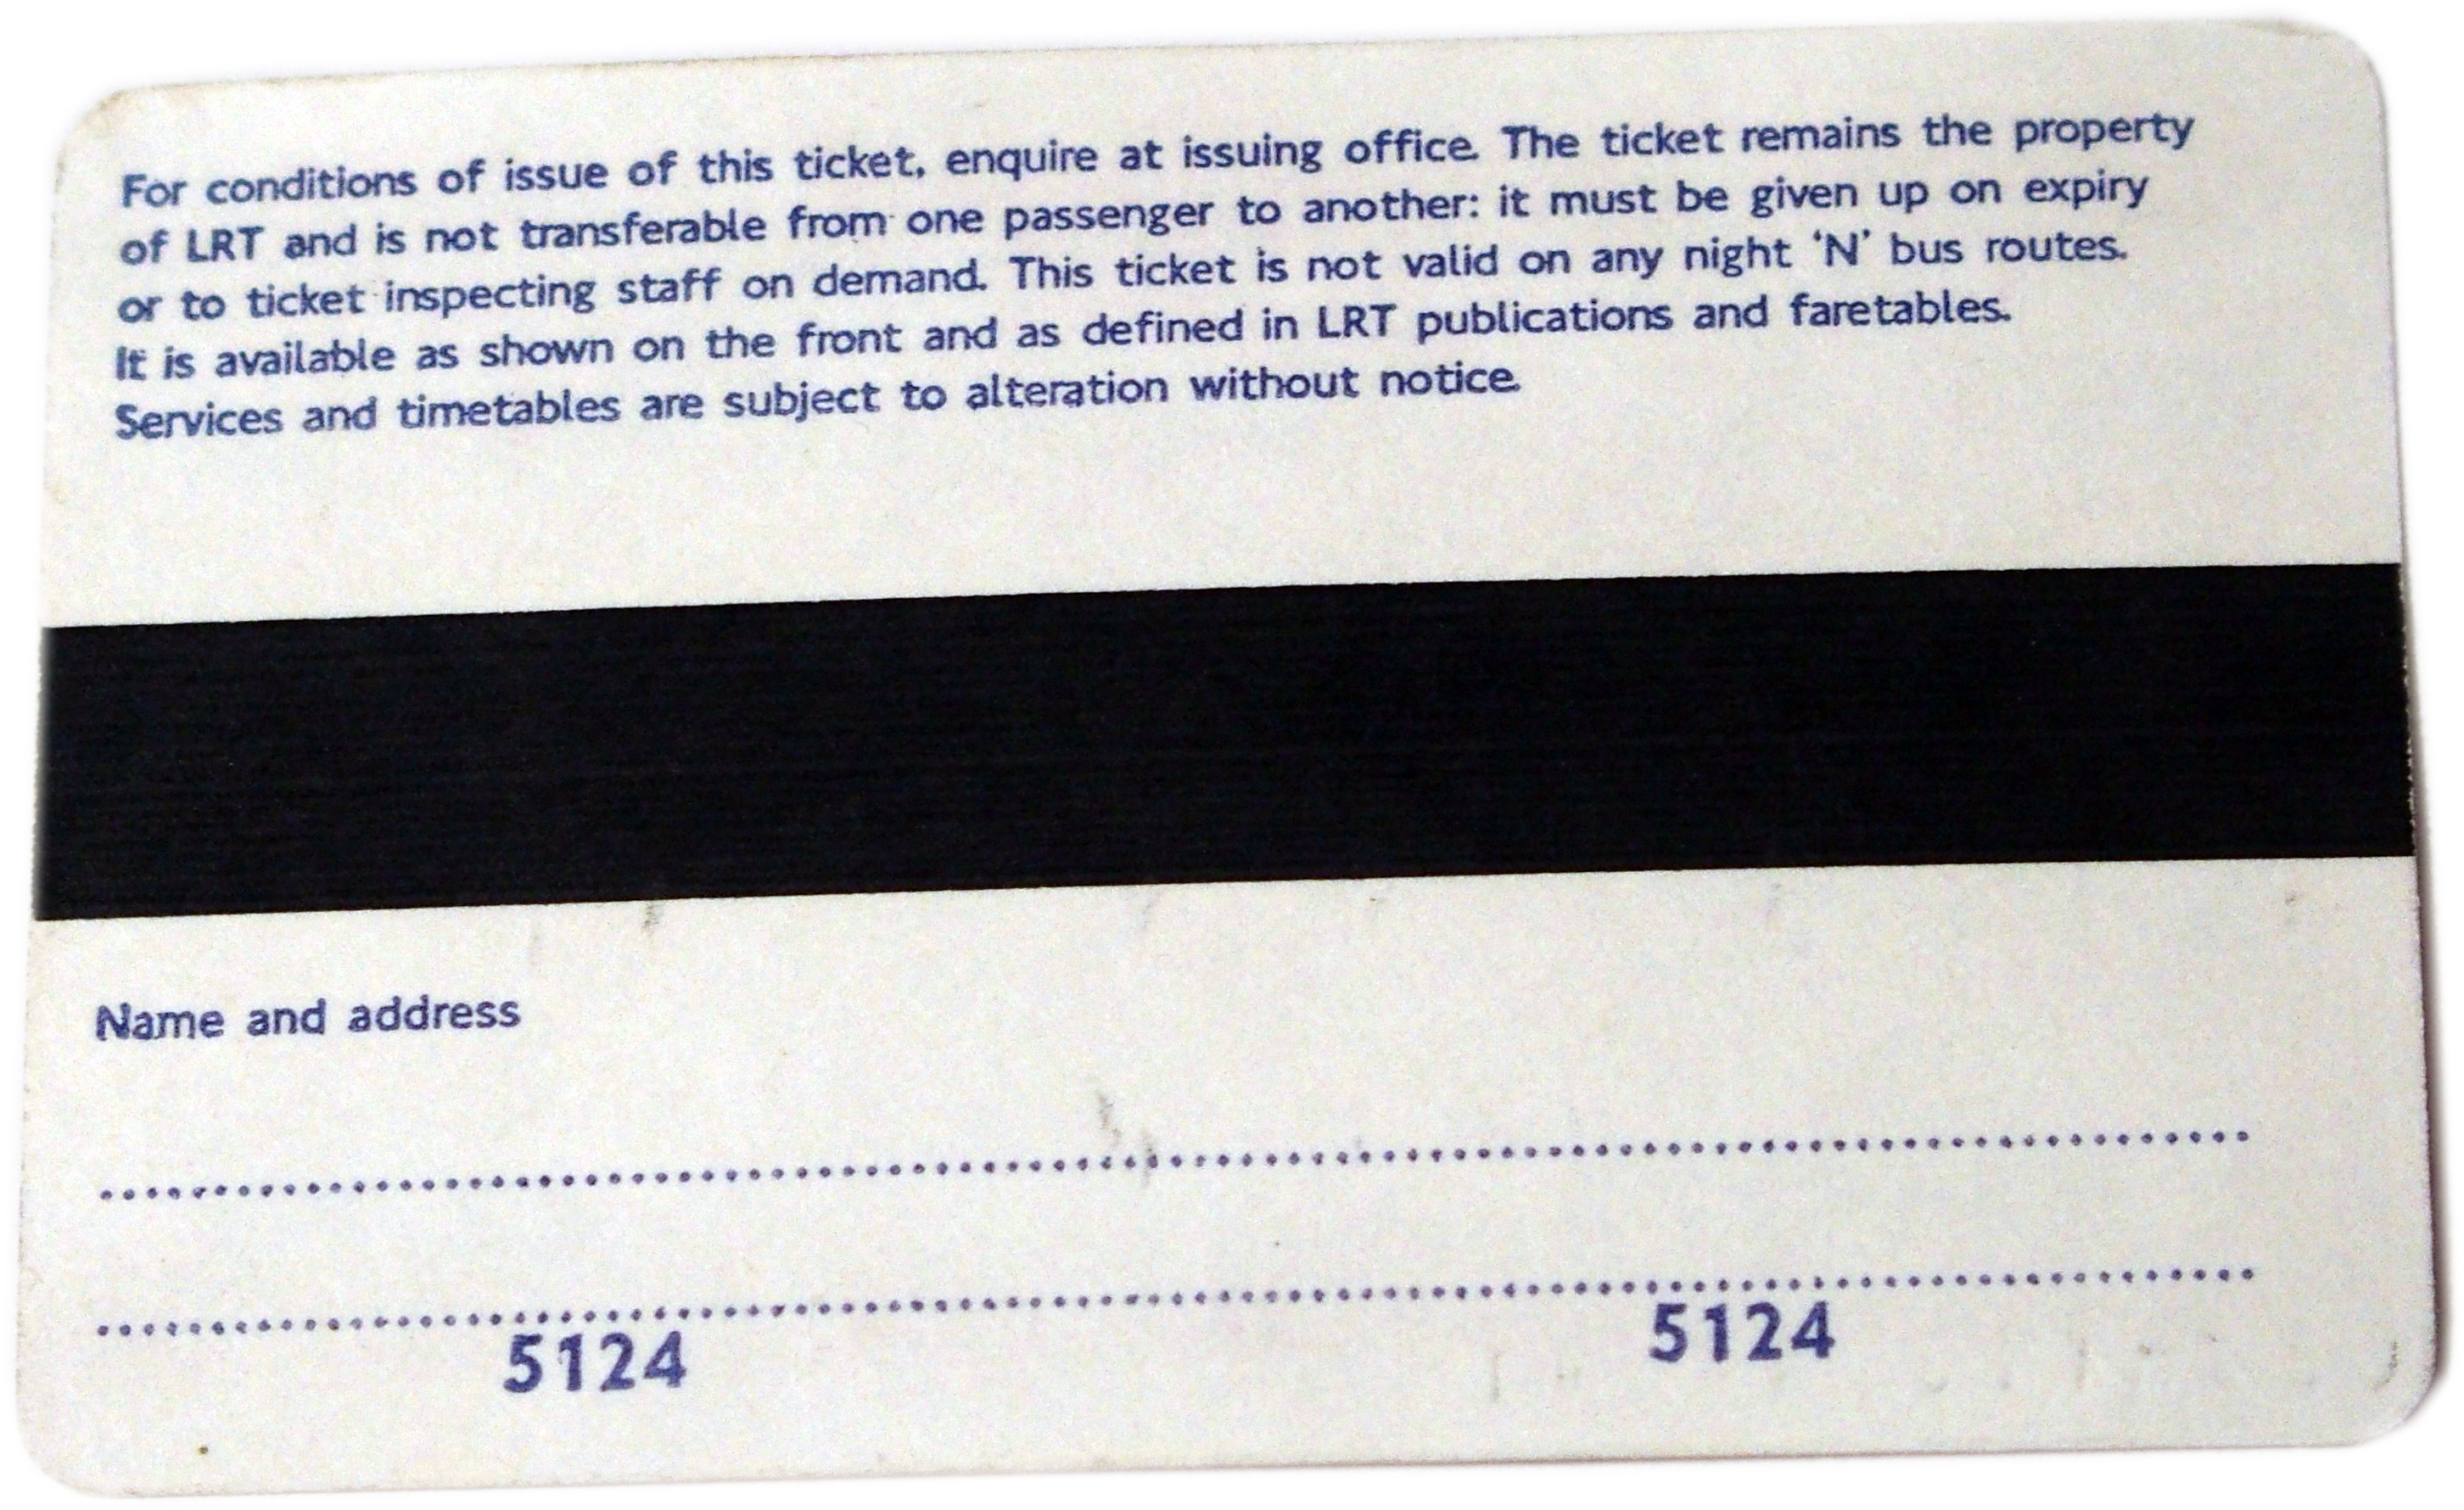 For conditions of issue of this ticket, enquire at issuing office. The ticket remains the property
of LRT and is not transferable from one passenger to another: it must be given up on expiry
or to ticket inspecting staff on demand. This ticket is not valid on any night 'N' bus routes.
It is available as shown on the front and as defined in LRT publications and faretables.
Services and timetables are subject to alteration without notice.
Name and address
5124 5124